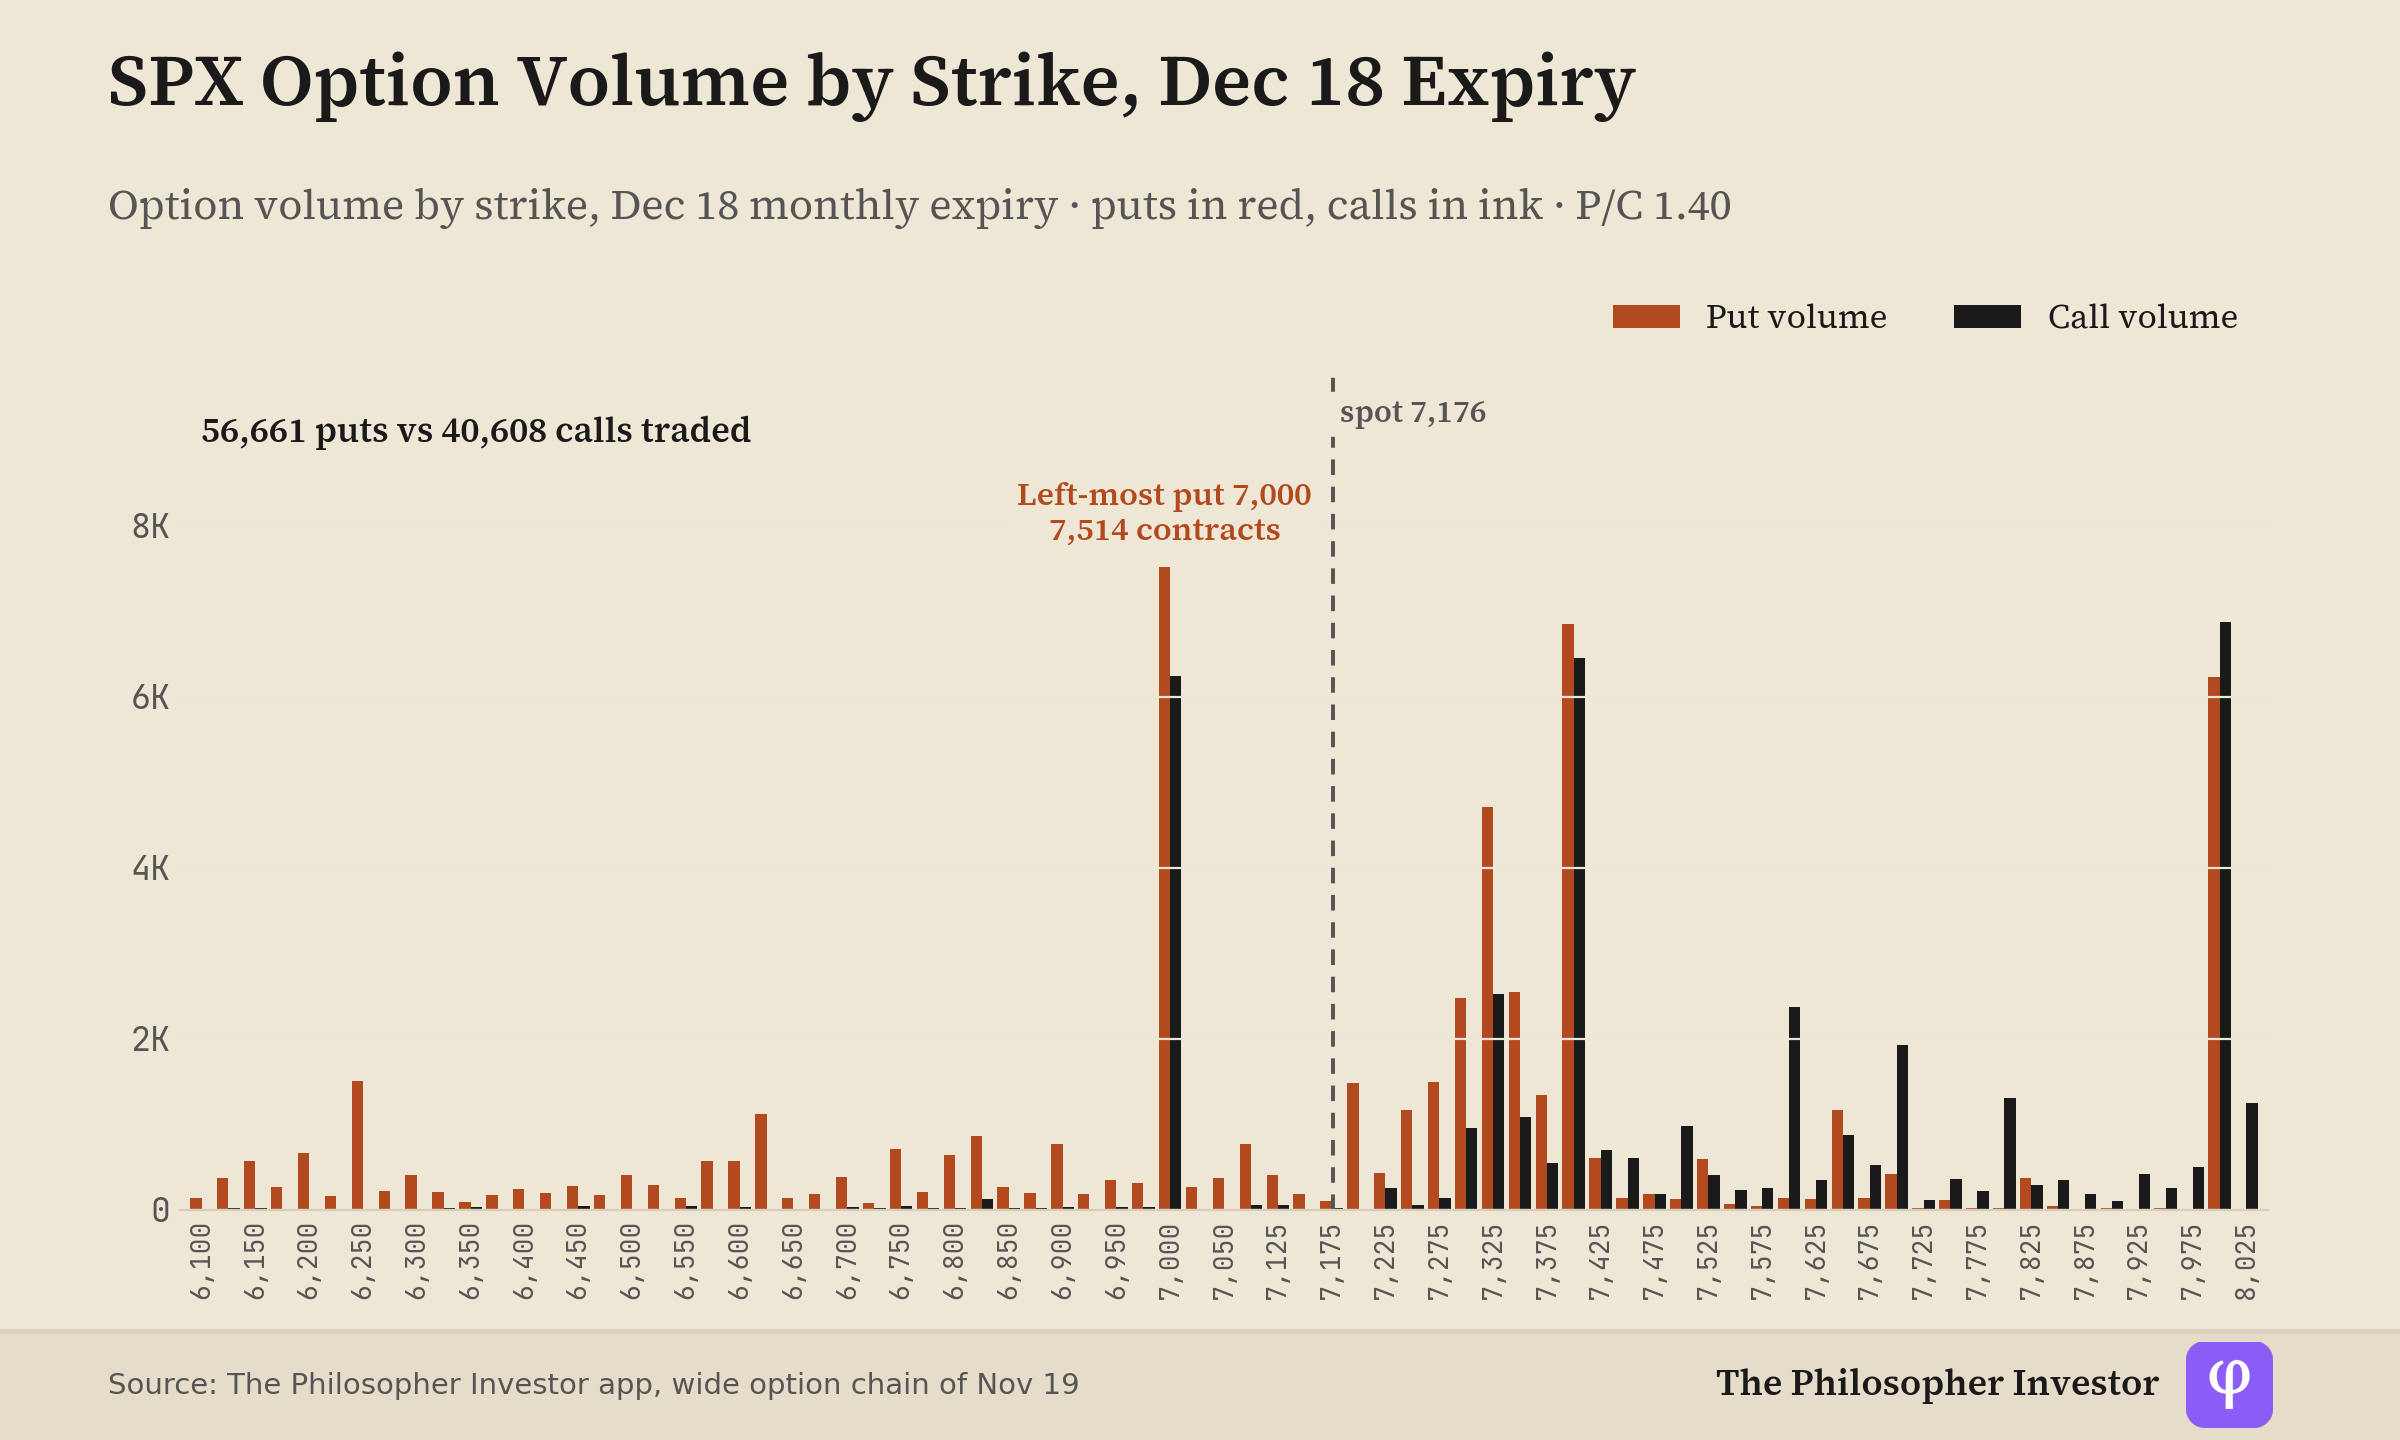 SPX Option Volume by Strike, Dec 18 Expiry
Option volume by strike, Dec 18 monthly expiry · puts in red, calls in ink · P/C 1.40
Put volume
Call volume
spot 7,176
56,661 puts vs 40,608 calls traded
Left-most put 7,000
7,514 contracts
8K
6K
4K
2K
0
6,100
6,150
6,200
6,250
6,300
6,350
6,400
6,450
6,500
6,550
6,600
6,650
6,700
6,750
6,800
6,850
6,900
6,950
7,000
7,050
7,125
7,175
7,225
7,275
7,325
7,375
7,425
7,475
7,525
7,575
7,625
7,675
7,725
7,775
7,825
7,875
7,925
7,975
8,025
Source: The Philosopher Investor app, wide option chain of Nov 19
The Philosopher Investor
φ